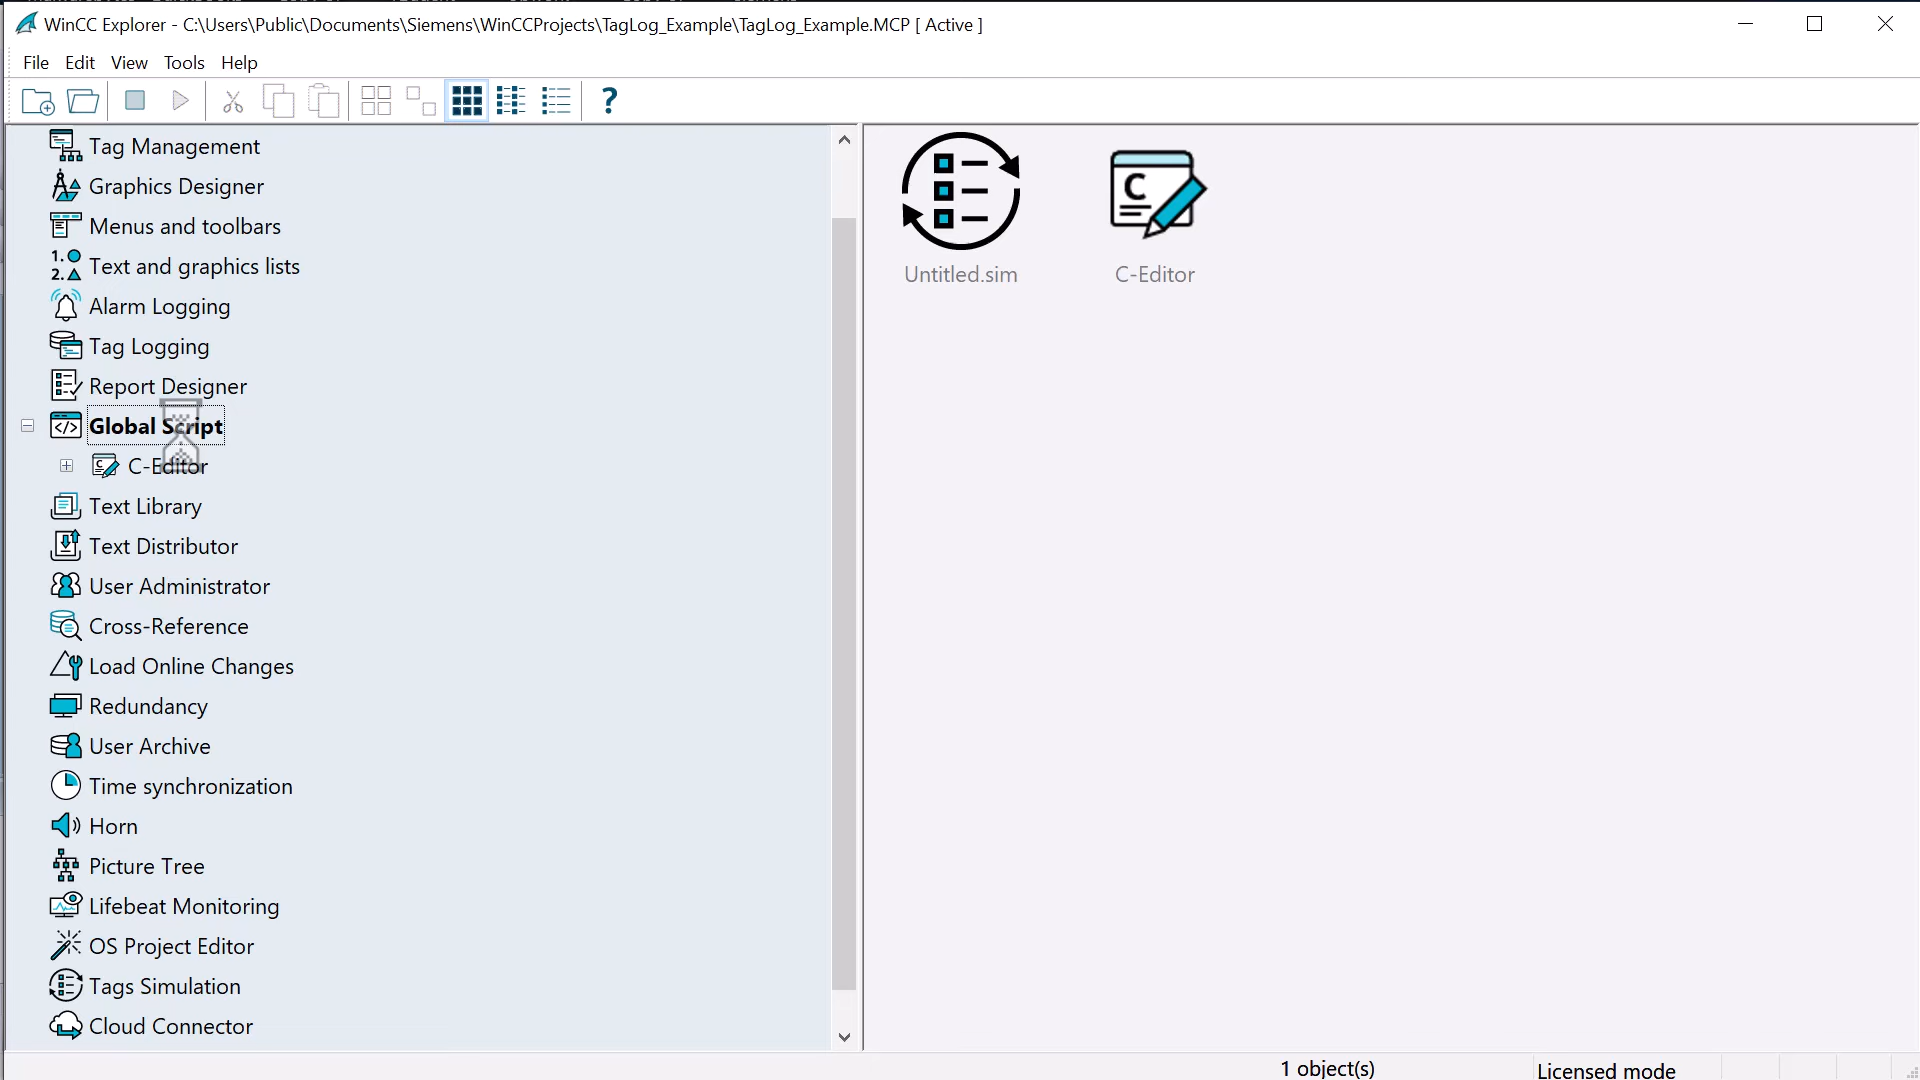 WinCC Explorer - C:\Users\Public\Documents\Siemens\WinCCProjects\TagLog_Example\TagLog_Example.MCP [ Active ]
File Edit View Tools Help
?
Tag Management
Graphics Designer
Menus and toolbars
1.
2.
Text and graphics lists
Alarm Logging
Tag Logging
Report Designer
Global Script
C-Editor
Text Library
Text Distributor
User Administrator
Cross-Reference
Load Online Changes
Redundancy
User Archive
Time synchronization
Horn
Picture Tree
Lifebeat Monitoring
OS Project Editor
Tags Simulation
Cloud Connector
C
Untitled.sim
C-Editor
1 object(s)
Licensed mode